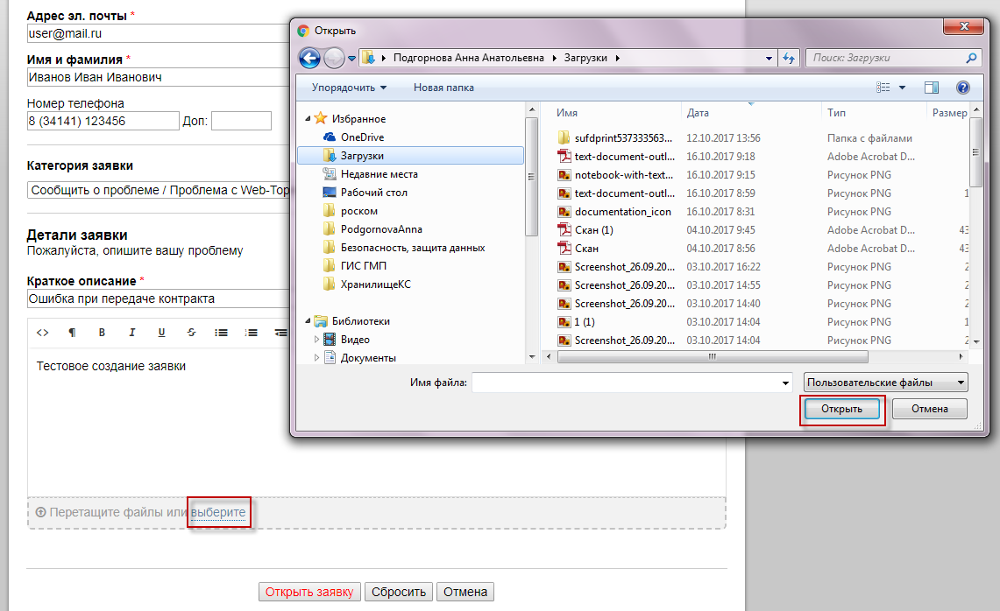 Адрес эл. почты *
user@mail.ru
Имя и фамилия *
Иванов Иван Иванович
Номер телефона
8 (34141) 123456 Доп:
Категория заявки
Сообщить о проблеме / Проблема с Web-Тор
Детали заявки
Пожалуйста, опишите вашу проблему
Краткое описание *
Ошибка при передаче контракта
<> ¶ B I U S
Тестовое создание заявки
Перетащите файлы или выберите
Открыть заявку Сбросить Отмена
Открыть
Подгорнова Анна Анатольевна Загрузки
Поиск: Загрузки
Упорядочить Новая папка
Избранное
OneDrive
Загрузки
Недавние места
Рабочий стол
роском
PodgornovaAnna
Безопасность, защита данных
ГИС ГМП
ХранилищеКС
Библиотеки
Видео
Документы
Имя Дата Тип Размер
sufdprint537333563... 12.10.2017 13:56 Папка с файлами
text-document-outl... 16.10.2017 9:18 Adobe Acrobat D...
notebook-with-text... 16.10.2017 9:15 Рисунок PNG
text-document-outl... 16.10.2017 8:59 Рисунок PNG 1
documentation_icon 16.10.2017 8:31 Рисунок PNG
Скан (1) 04.10.2017 9:45 Adobe Acrobat D... 43
Скан 04.10.2017 8:56 Adobe Acrobat D... 43
Screenshot_26.09.20... 03.10.2017 16:22 Рисунок PNG 2
Screenshot_26.09.20... 03.10.2017 14:55 Рисунок PNG 2
Screenshot_26.09.20... 03.10.2017 14:40 Рисунок PNG 2
1 (1) 03.10.2017 14:04 Рисунок PNG 2
Screenshot_26.09.20... 03.10.2017 14:04 Рисунок PNG 2
Имя файла:
Пользовательские файлы
Открыть Отмена